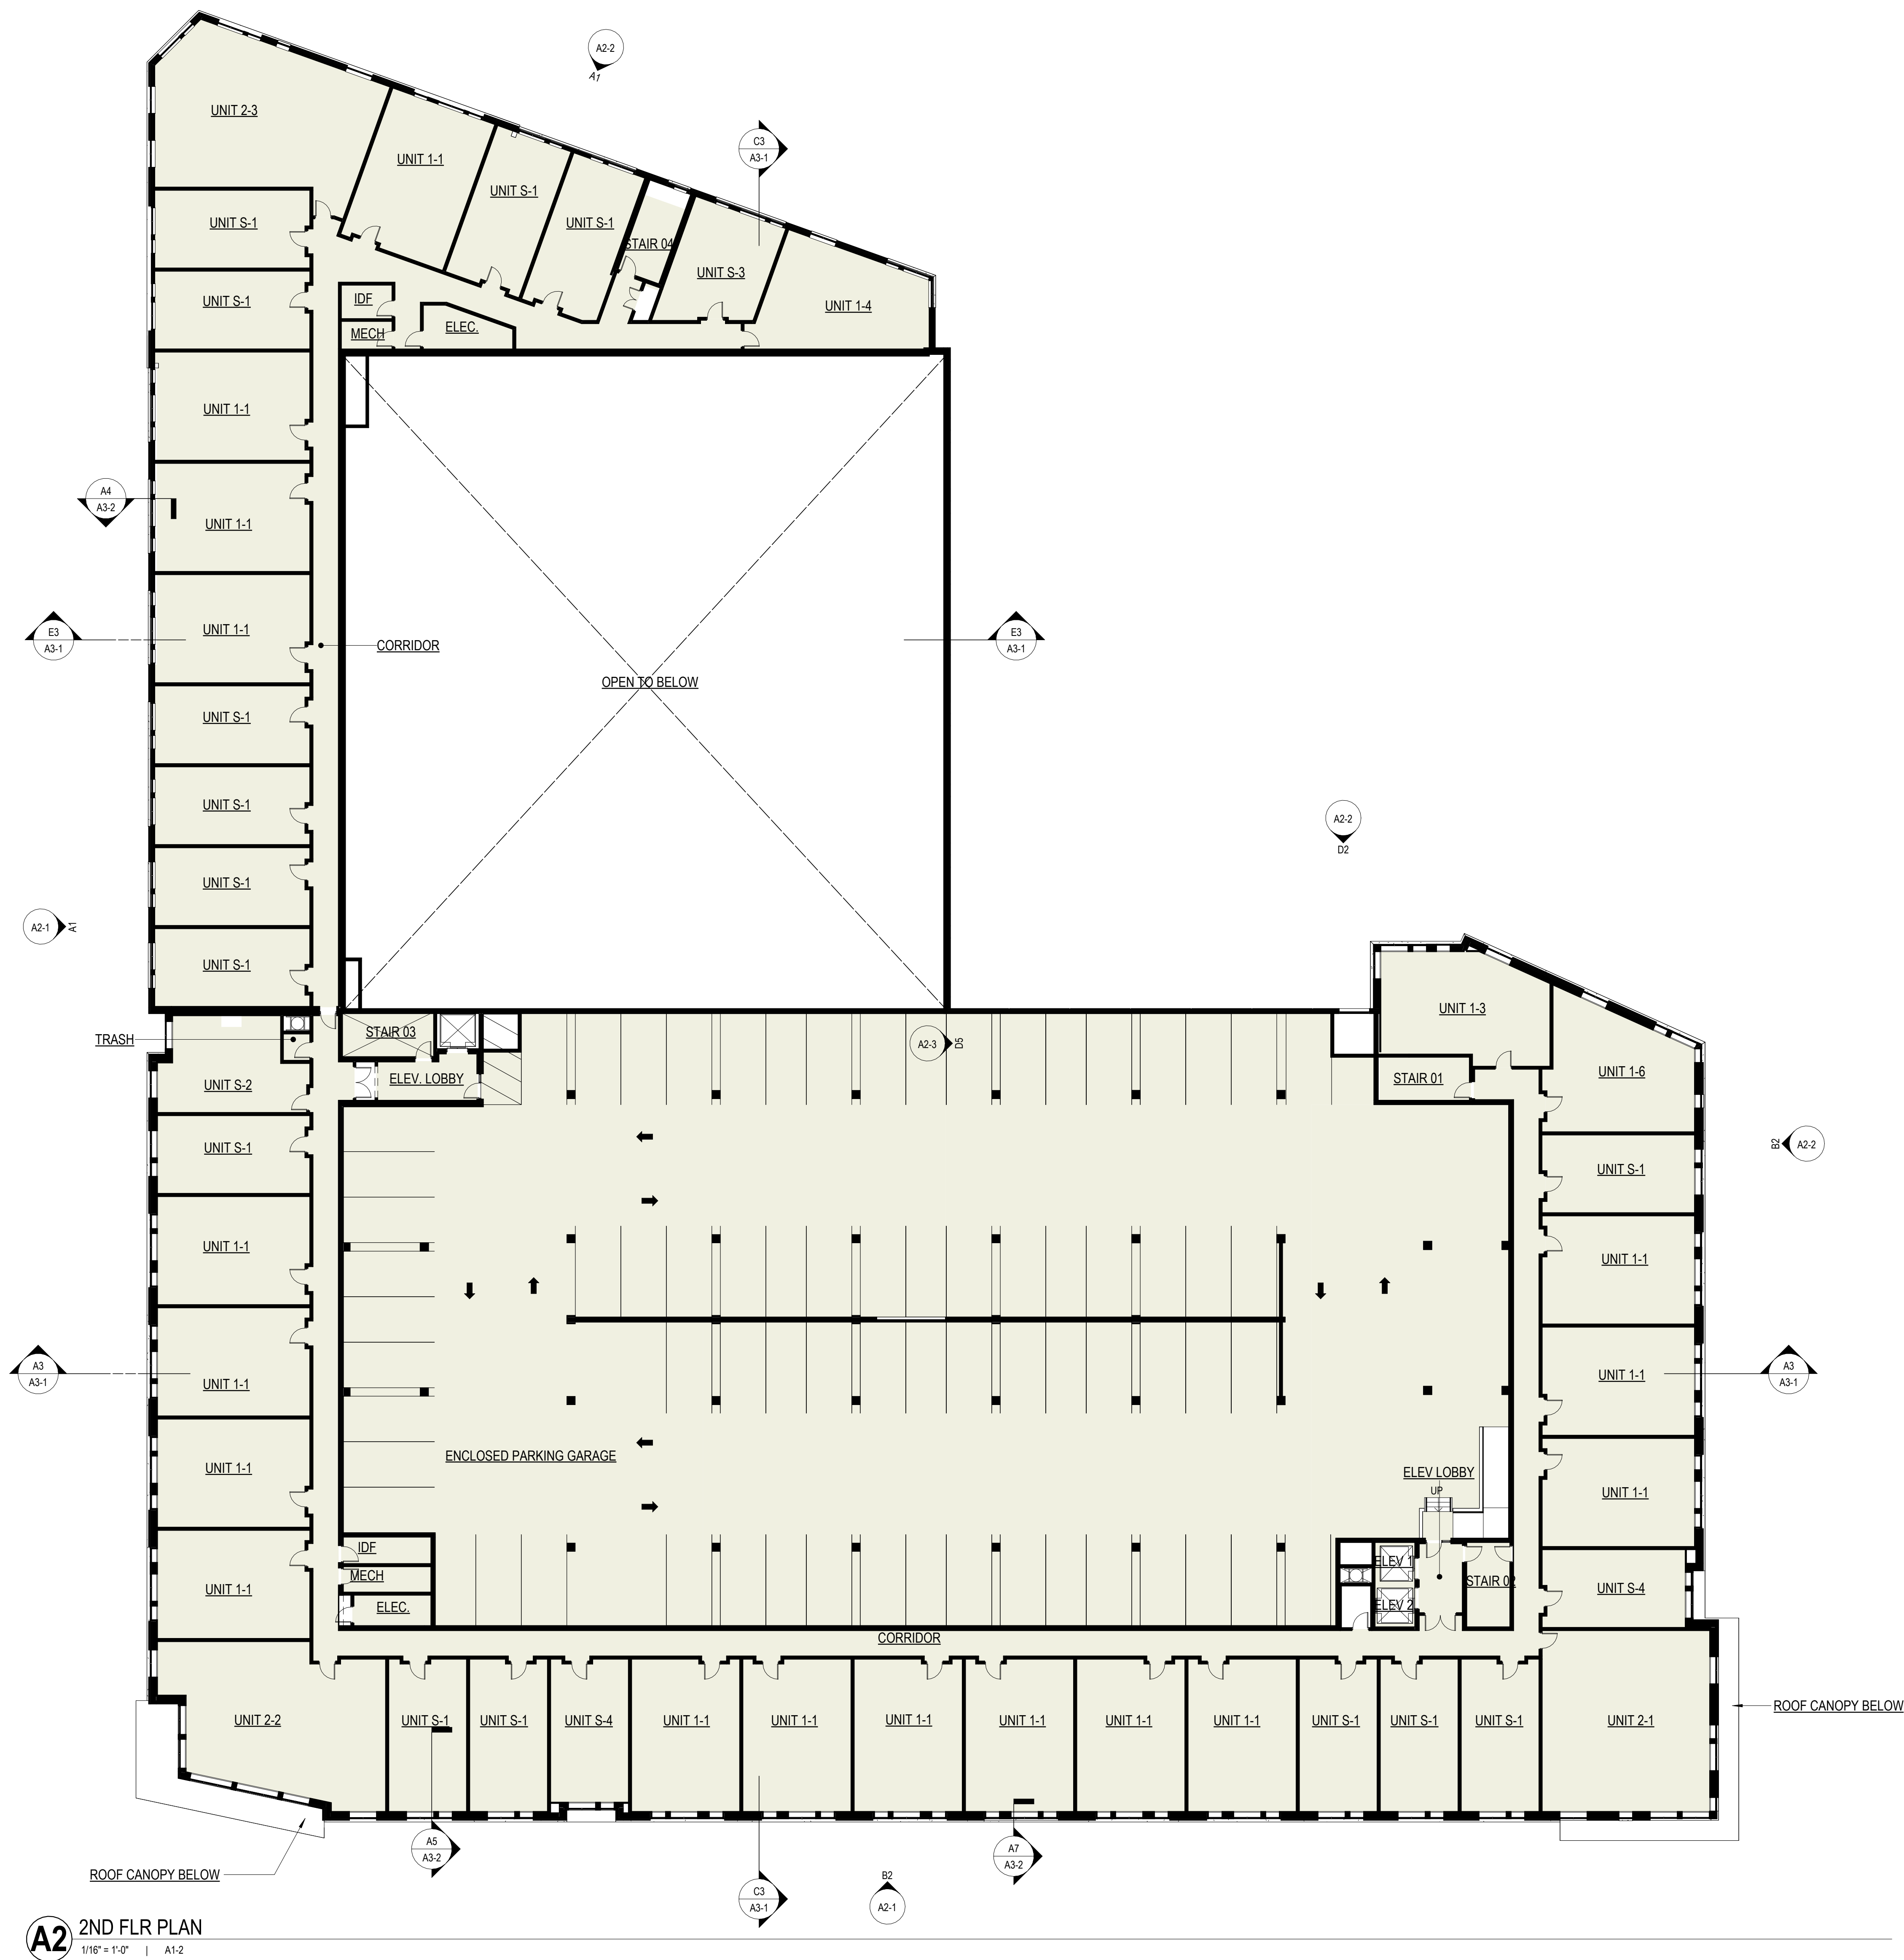 A2-2
A1
UNIT 2-3
C3
A3-1
UNIT 1-1
UNIT S-1
UNIT S-1
UNIT S-1
STAIR 04
UNIT S-3
UNIT S-1
IDF
UNIT 1-4
MECH
ELEC.
UNIT 1-1
A4
A3-2
UNIT 1-1
E3
A3-1
UNIT 1-1
CORRIDOR
E3
A3-1
OPEN TO BELOW
UNIT S-1
UNIT S-1
A2-2
D2
UNIT S-1
A2-1
A1
UNIT S-1
UNIT 1-3
STAIR 03
TRASH
A2-3
D5
UNIT 1-6
ELEV. LOBBY
STAIR 01
UNIT S-2
UNIT S-1
B2
A2-2
UNIT S-1
UNIT 1-1
UNIT 1-1
A3
A3-1
UNIT 1-1
UNIT 1-1
A3
A3-1
ENCLOSED PARKING GARAGE
UNIT 1-1
ELEV LOBBY
UP
UNIT 1-1
IDF
MECH
ELEV 1
STAIR 02
UNIT 1-1
UNIT S-4
ELEC.
ELEV 2
CORRIDOR
ROOF CANOPY BELOW
UNIT 2-2
UNIT S-1
UNIT S-1
UNIT S-4
UNIT 1-1
UNIT 1-1
UNIT 1-1
UNIT 1-1
UNIT 1-1
UNIT 1-1
UNIT S-1
UNIT S-1
UNIT S-1
UNIT 2-1
A5
A3-2
A7
A3-2
ROOF CANOPY BELOW
C3
A3-1
B2
A2-1
A2
2ND FLR PLAN
1/16" = 1'-0" | A1-2